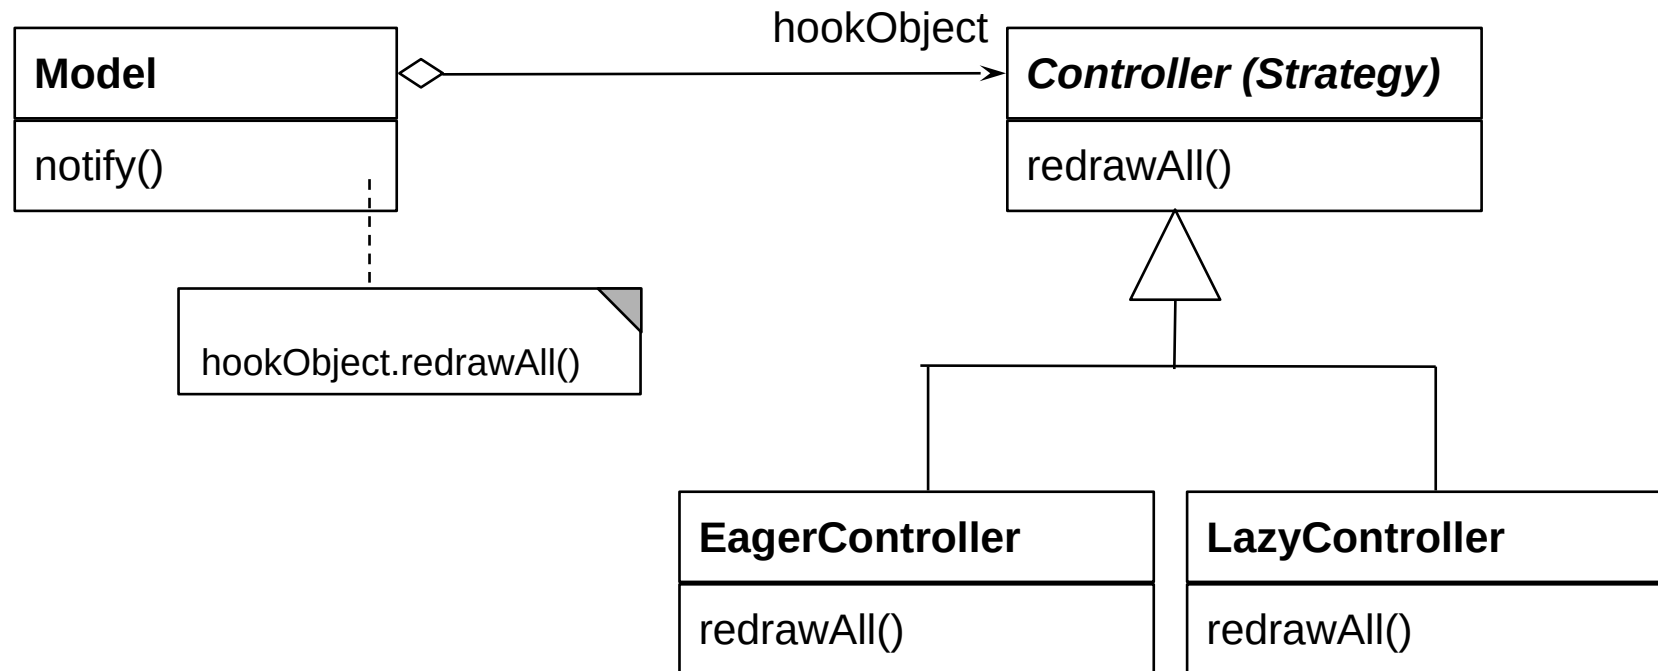 hookObject
Model
Controller (Strategy)
notify()
redrawAll()
hookObject.redrawAll()
EagerController
LazyController
redrawAll()
redrawAll()